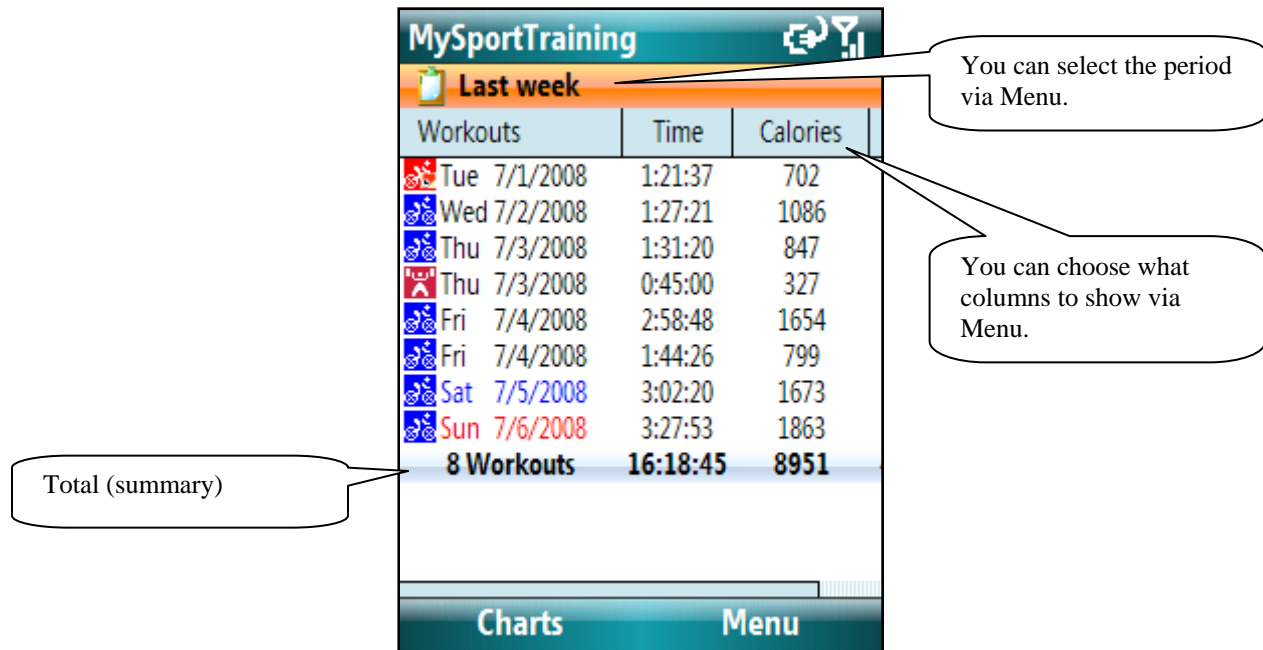 MySportTraining
Last week
Workouts Time Calories
Tue 7/1/2008 1:21:37 702
Wed 7/2/2008 1:27:21 1086
Thu 7/3/2008 1:31:20 847
Thu 7/3/2008 0:45:00 327
Fri 7/4/2008 2:58:48 1654
Fri 7/4/2008 1:44:26 799
Sat 7/5/2008 3:02:20 1673
Sun 7/6/2008 3:27:53 1863
8 Workouts 16:18:45 8951
Charts Menu
You can select the period
via Menu.
You can choose what
columns to show via
Menu.
Total (summary)